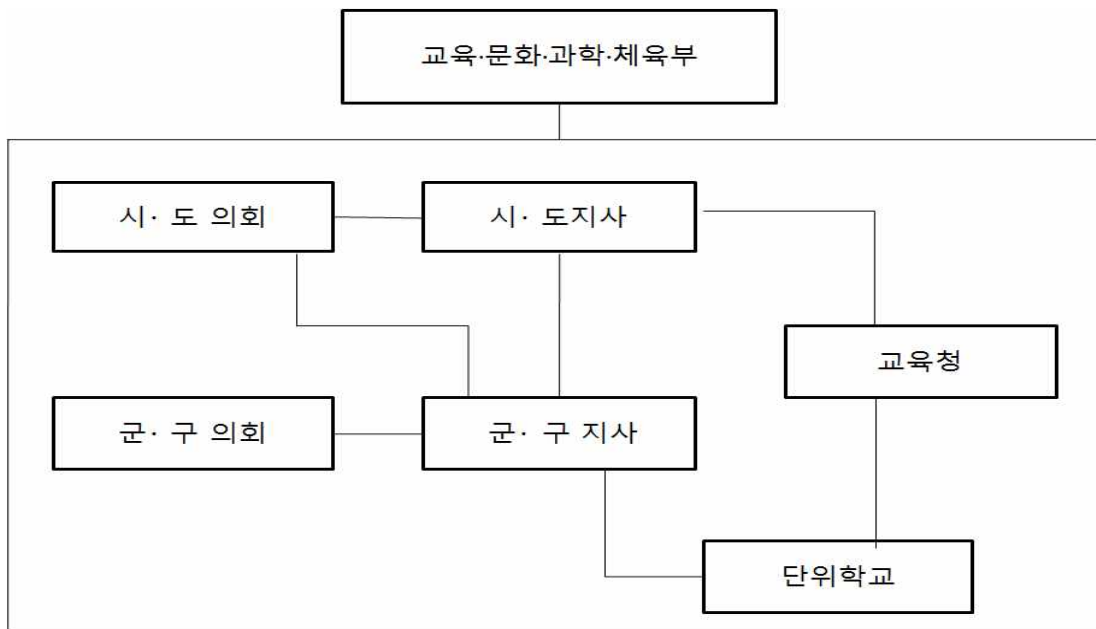 교육·문화·과학·체육부
시· 도 의회
시· 도지사
교육청
군· 구 의회
군· 구 지사
단위학교